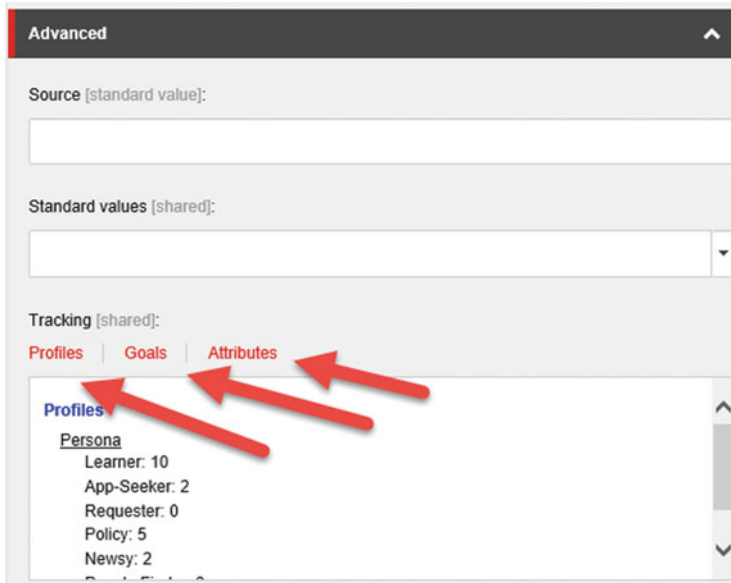 Advanced
Source [standard value]:
Standard values [shared]:
Tracking [shared]:
Profiles | Goals | Attributes
Profiles
Persona
Learner: 10
App-Seeker: 2
Requester: 0
Policy: 5
Newsy: 2